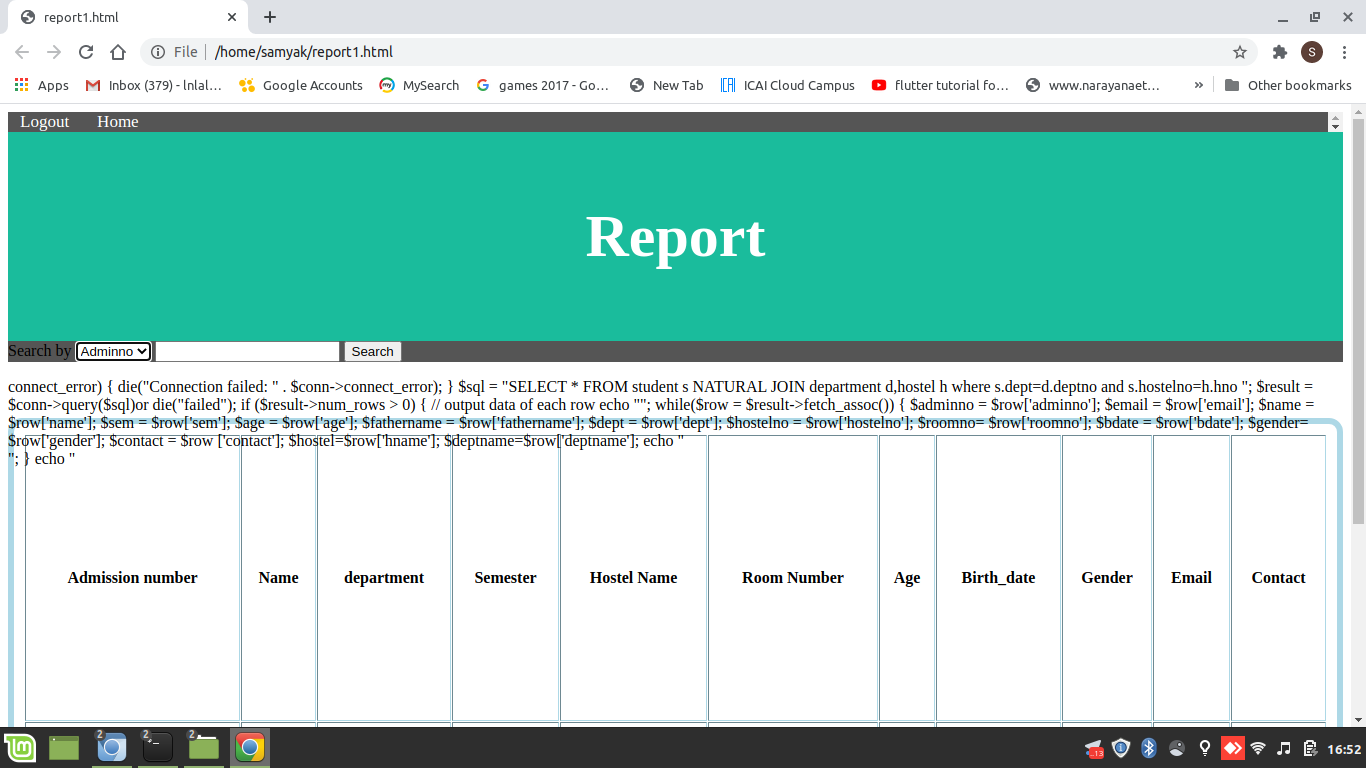 report1.html
File /home/samyak/report1.html
S
Apps Inbox (379) - lnlal… Google Accounts my MySearch games 2017 - Go… New Tab ICAI Cloud Campus flutter tutorial fo… www.narayanaet… » Other bookmarks
Logout Home
Report
Search by Adminno Search
connect_error) { die("Connection failed: " . $conn->connect_error); } $sql = "SELECT * FROM student s NATURAL JOIN department d,hostel h where s.dept=d.deptno and s.hostelno=h.hno "; $result =
$conn->query($sql)or die("failed"); if ($result->num_rows > 0) { // output data of each row echo ""; while($row = $result->fetch_assoc()) { $adminno = $row['adminno']; $email = $row['email']; $name =
$row['name']; $sem = $row['sem']; $age = $row['age']; $fathername = $row['fathername']; $dept = $row['dept']; $hostelno = $row['hostelno']; $roomno= $row['roomno']; $bdate = $row['bdate']; $gender=
$row['gender']; $contact = $row ['contact']; $hostel=$row['hname']; $deptname=$row['deptname']; echo "
"; } echo "
Admission number Name department Semester Hostel Name Room Number Age Birth_date Gender Email Contact
2 2 2 13 16:52